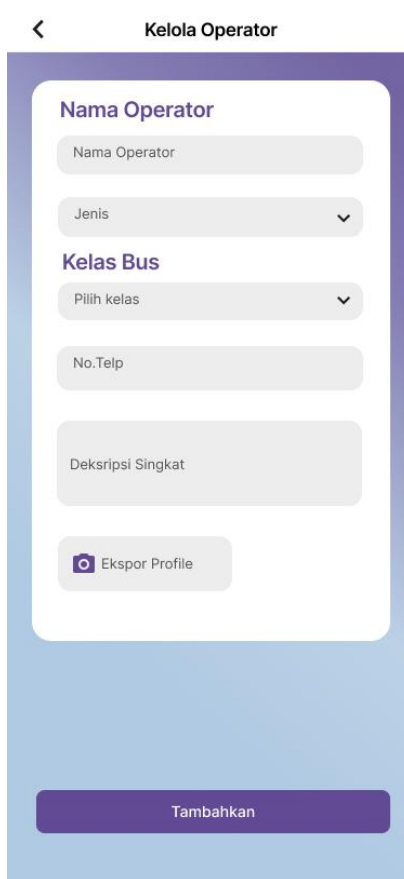 Kelola Operator
Nama Operator
Nama Operator
Jenis
Kelas Bus
Pilih kelas
No.Telp
Deksripsi Singkat
Ekspor Profile
Tambahkan